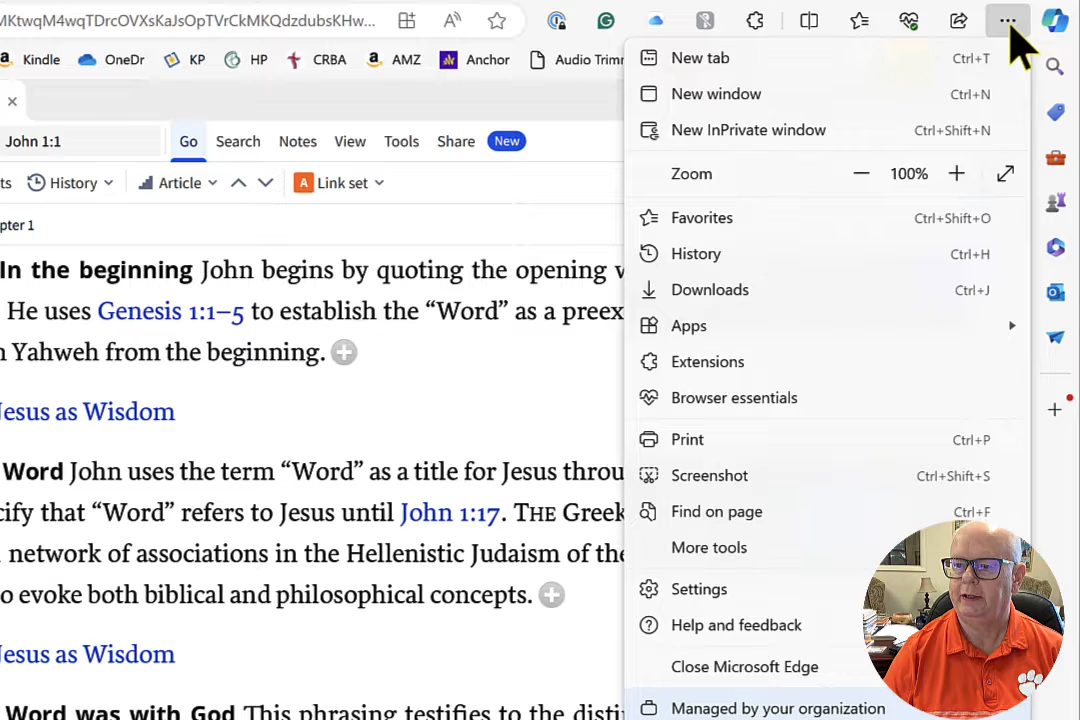 MKtwqM4wqTDrcOVXsKaJsOpTVrCkMKQdzdubsKHw...
Kindle OneDr KP HP CRBA AMZ Anchor Audio Trimm
John 1:1 Go Search Notes View Tools Share New
ts History Article A Link set
pter 1
In the beginning John begins by quoting the opening w
He uses Genesis 1:1–5 to establish the “Word” as a preex
n Yahweh from the beginning.
Jesus as Wisdom
Word John uses the term “Word” as a title for Jesus throu
cify that “Word” refers to Jesus until John 1:17. THE Greek
network of associations in the Hellenistic Judaism of the
o evoke both biblical and philosophical concepts.
Jesus as Wisdom
Word was with God This phrasing testifies to the disti
New tab Ctrl+T
New window Ctrl+N
New InPrivate window Ctrl+Shift+N
Zoom — 100% +
Favorites Ctrl+Shift+O
History Ctrl+H
Downloads Ctrl+J
Apps
Extensions
Browser essentials
Print Ctrl+P
Screenshot Ctrl+Shift+S
Find on page Ctrl+F
More tools
Settings
Help and feedback
Close Microsoft Edge
Managed by your organization